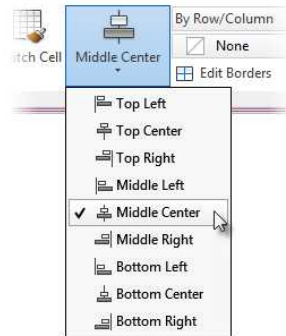 By Row/Column
None
tch Cell
Middle Center
Edit Borders
Top Left
Top Center
Top Right
Middle Left
Middle Center
Middle Right
Bottom Left
Bottom Center
Bottom Right